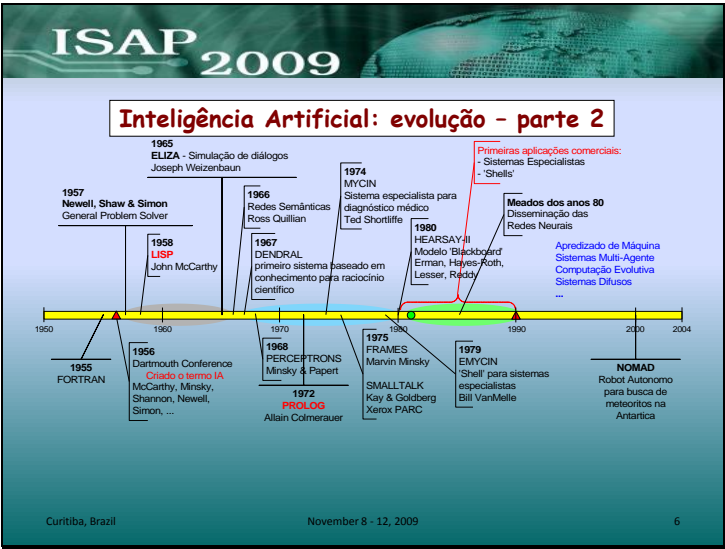 ISAP
2009
Inteligência Artificial: evolução – parte 2
1965
ELIZA - Simulação de diálogos
Joseph Weizenbaun
1957
Newell, Shaw & Simon
General Problem Solver
1958
LISP
John McCarthy
1966
Redes Semânticas
Ross Quillian
1967
DENDRAL
primeiro sistema baseado em
conhecimento para raciocínio
científico
1974
MYCIN
Sistema especialista para
diagnóstico médico
Ted Shortliffe
1980
HEARSAY-II
Modelo 'Blackboard'
Erman, Hayes-Roth,
Lesser, Reddy
Primeiras aplicações comerciais:
- Sistemas Especialistas
- 'Shells'
Meados dos anos 80
Disseminação das
Redes Neurais
Apredizado de Máquina
Sistemas Multi-Agente
Computação Evolutiva
Sistemas Difusos
...
1950
1960
1970
1980
1990
2000
2004
1955
FORTRAN
1956
Dartmouth Conference
Criado o termo IA
McCarthy, Minsky,
Shannon, Newell,
Simon, ...
1968
PERCEPTRONS
Minsky & Papert
1972
PROLOG
Allain Colmerauer
1975
FRAMES
Marvin Minsky
SMALLTALK
Kay & Goldberg
Xerox PARC
1979
EMYCIN
'Shell' para sistemas
especialistas
Bill VanMelle
NOMAD
Robot Autonomo
para busca de
meteoritos na
Antartica
Curitiba, Brazil
November 8 - 12, 2009
6